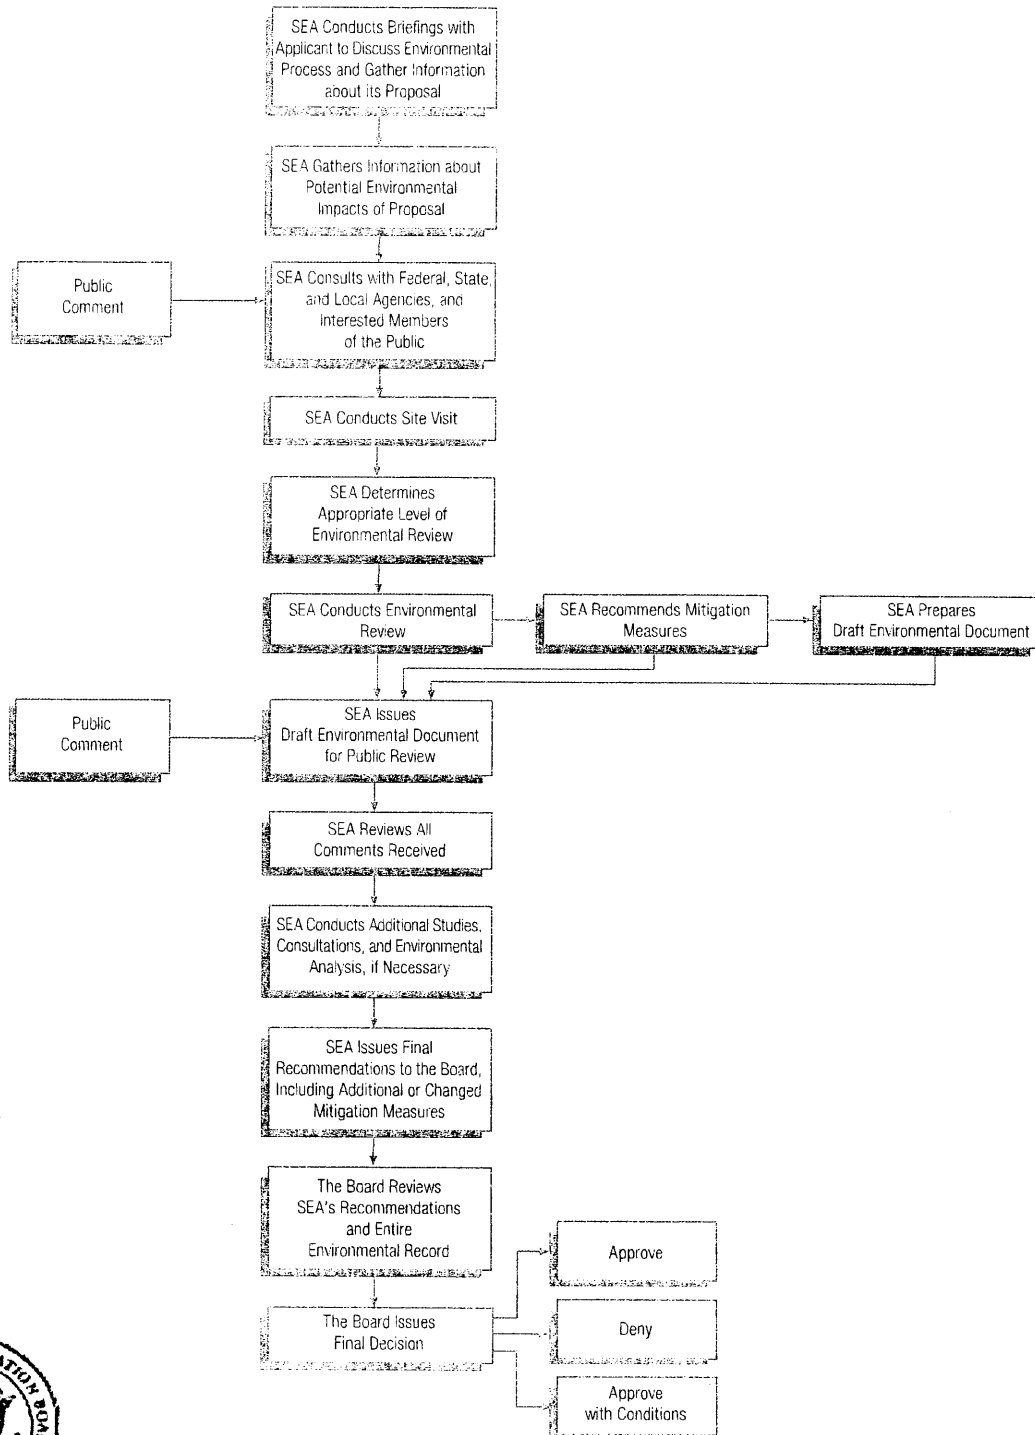 SEA Conducts Briefings with
Applicant to Discuss Environmental
Process and Gather Information
about its Proposal
SEA Gathers Information about
Potential Environmental
Impacts of Proposal
Public
Comment
SEA Consults with Federal, State,
and Local Agencies, and
Interested Members
of the Public
SEA Conducts Site Visit
SEA Determines
Appropriate Level of
Environmental Review
SEA Conducts Environmental
Review
SEA Recommends Mitigation
Measures
SEA Prepares
Draft Environmental Document
Public
Comment
SEA Issues
Draft Environmental Document
for Public Review
SEA Reviews All
Comments Received
SEA Conducts Additional Studies,
Consultations, and Environmental
Analysis, if Necessary
SEA Issues Final
Recommendations to the Board,
Including Additional or Changed
Mitigation Measures
The Board Reviews
SEA's Recommendations
and Entire
Environmental Record
The Board Issues
Final Decision
Approve
Deny
Approve
with Conditions